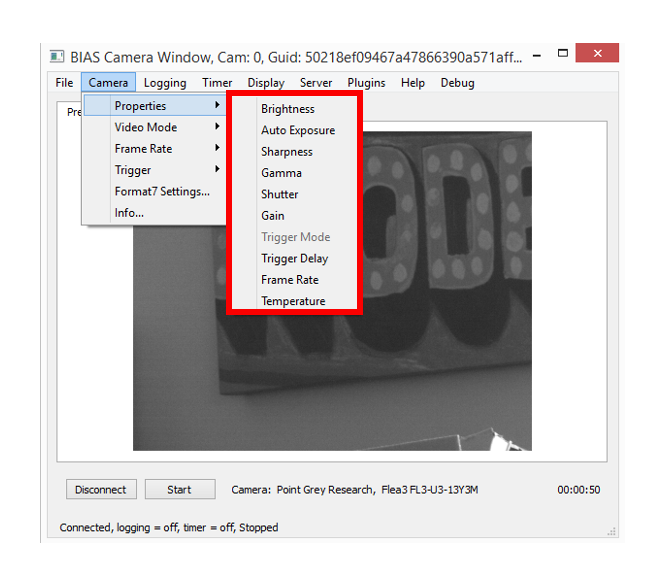 BIAS Camera Window, Cam: 0, Guid: 50218ef09467a47866390a571aff...
File Camera Logging Timer Display Server Plugins Help Debug
Pre
Properties
Video Mode
Frame Rate
Trigger
Format7 Settings...
Info...
Brightness
Auto Exposure
Sharpness
Gamma
Shutter
Gain
Trigger Mode
Trigger Delay
Frame Rate
Temperature
Disconnect Start Camera: Point Grey Research, Flea3 FL3-U3-13Y3M 00:00:50
Connected, logging = off, timer = off, Stopped